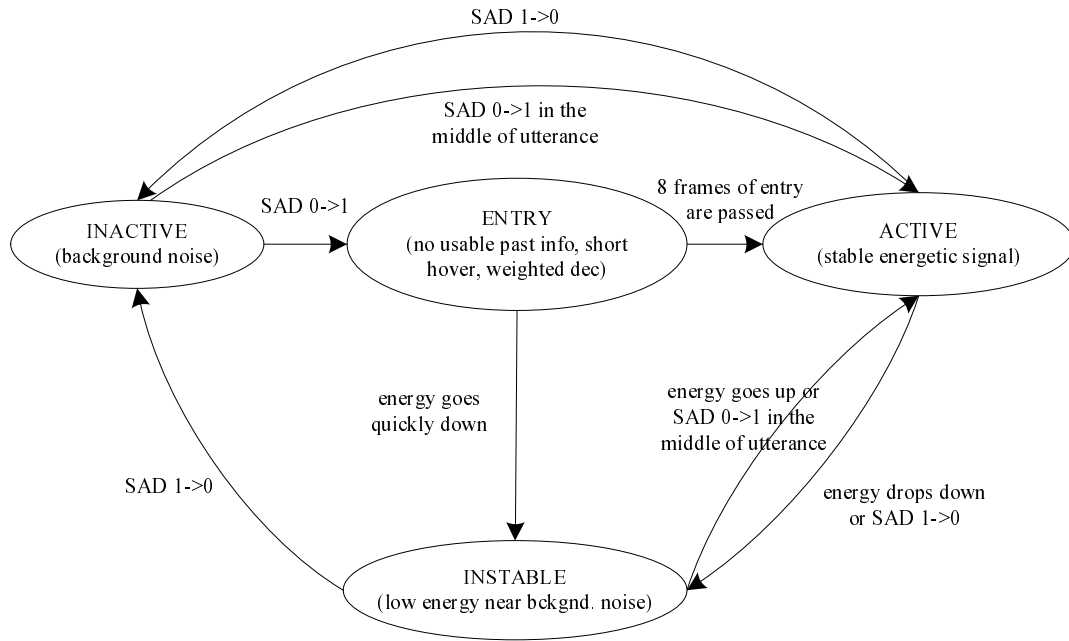 SAD 1->0
SAD 0->1 in the
middle of utterance
8 frames of entry
are passed
SAD 0->1
INACTIVE
(background noise)
ENTRY
(no usable past info, short
hover, weighted dec)
ACTIVE
(stable energetic signal)
energy goes
quickly down
energy goes up or
SAD 0->1 in the
middle of utterance
SAD 1->0
energy drops down
or SAD 1->0
INSTABLE
(low energy near bckgnd. noise)